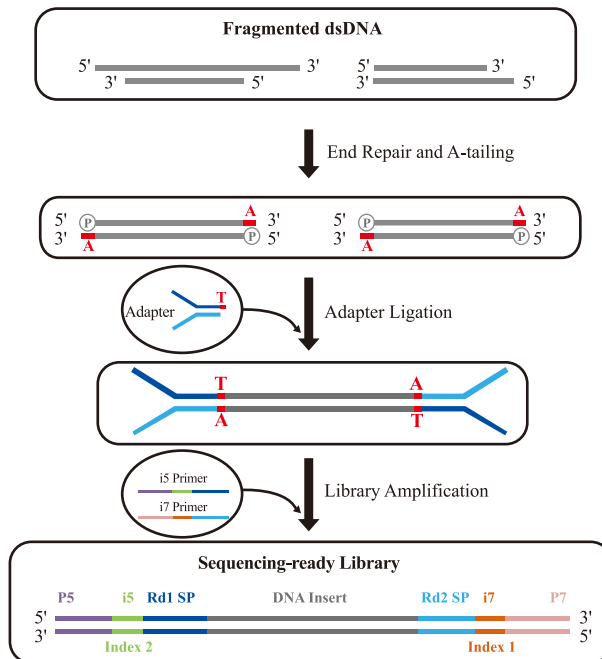 Fragmented dsDNA
5' 3' 5' 3'
3' 5' 3' 5'
End Repair and A-tailing
A A
5' P 3' 5' P 3'
3' P 5' 3' P 5'
A A
T
Adapter
Adapter Ligation
T A
A T
i5 Primer
i7 Primer
Library Amplification
Sequencing-ready Library
P5 i5 Rd1 SP DNA Insert Rd2 SP i7 P7
5' 5'
3' 3'
Index 2 Index 1